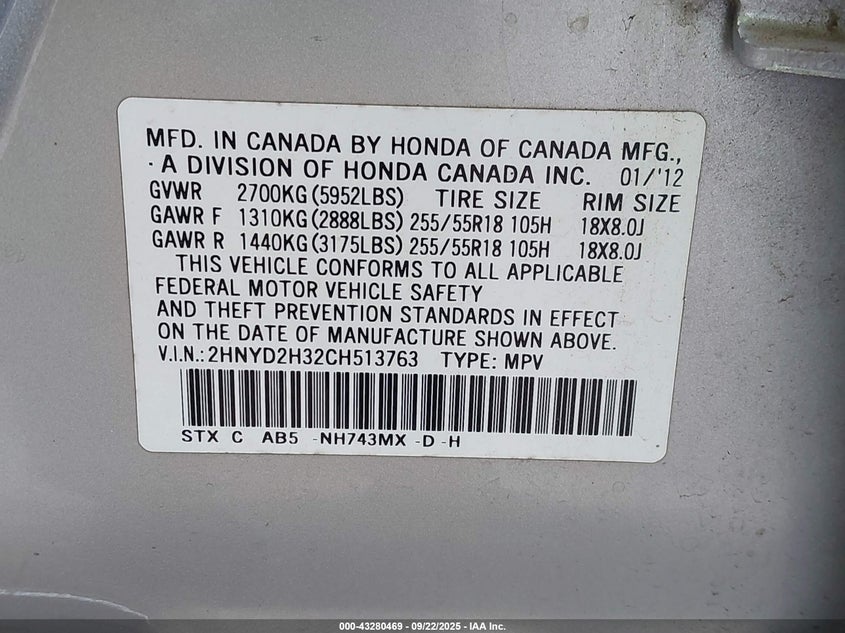 MFD. IN CANADA BY HONDA OF CANADA MFG.,
A DIVISION OF HONDA CANADA INC. 01/'12
GVWR 2700KG (5952LBS) TIRE SIZE RIM SIZE
GAWR F 1310KG (2888LBS) 255/55R18 105H 18X8.0J
GAWR R 1440KG (3175LBS) 255/55R18 105H 18X8.0J
THIS VEHICLE CONFORMS TO ALL APPLICABLE
FEDERAL MOTOR VEHICLE SAFETY
AND THEFT PREVENTION STANDARDS IN EFFECT
ON THE DATE OF MANUFACTURE SHOWN ABOVE.
V.I.N.: 2HNYD2H32CH513763 TYPE: MPV
STX C AB5 -NH743MX -D -H
000-43280469 - 09/22/2025 - IAA Inc.